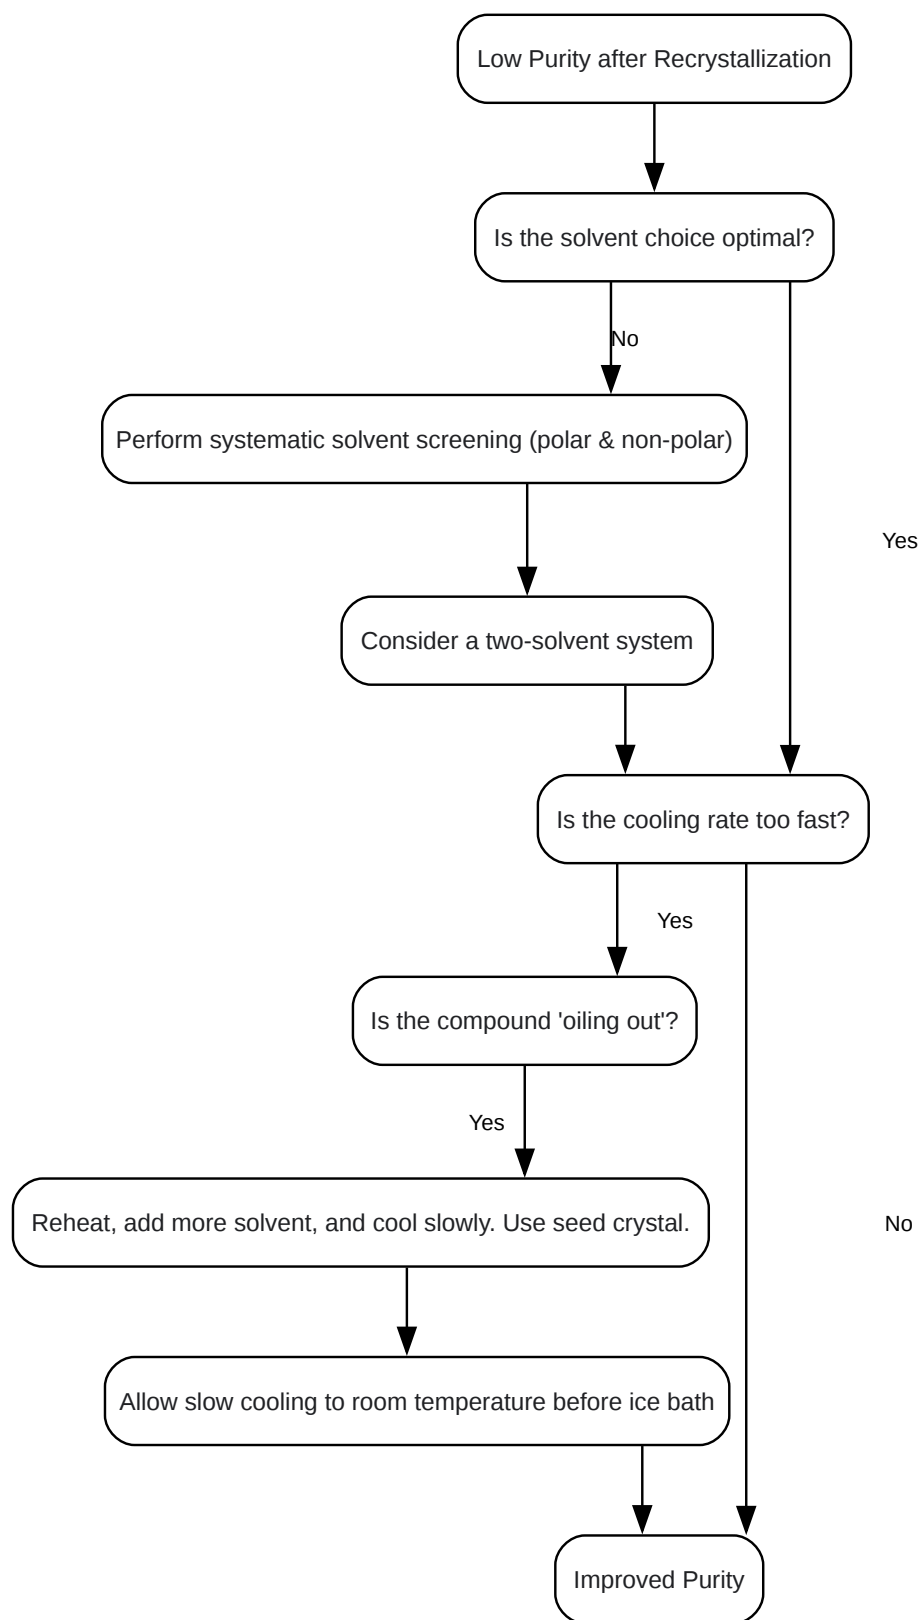 Low Purity after Recrystallization
Is the solvent choice optimal?
No
Perform systematic solvent screening (polar & non-polar)
Yes
Consider a two-solvent system
Is the cooling rate too fast?
Yes
Is the compound 'oiling out'?
Yes
Reheat, add more solvent, and cool slowly. Use seed crystal.
No
Allow slow cooling to room temperature before ice bath
Improved Purity